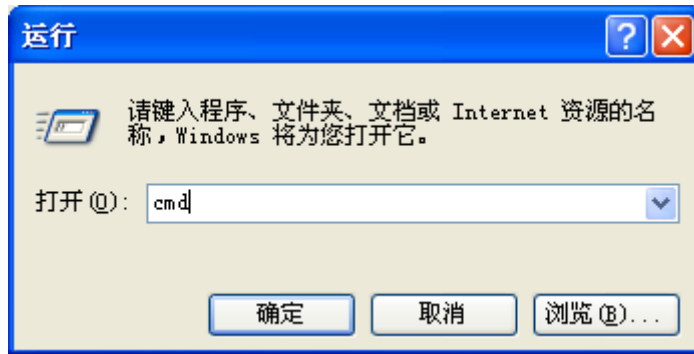 运行
请键入程序、文件夹、文档或 Internet 资源的名
称，Windows 将为您打开它。
打开(O): cmd
确定 取消 浏览(B)...